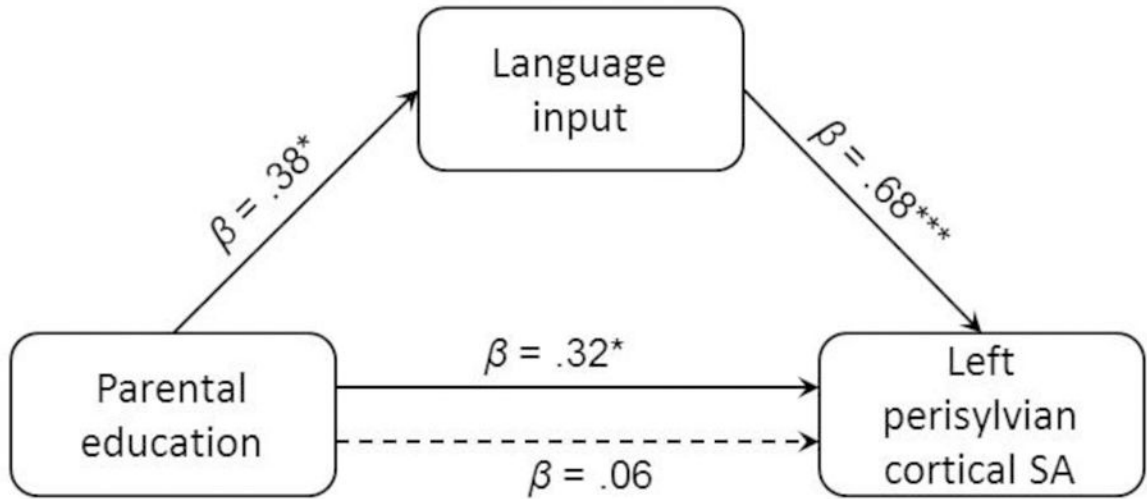 Language
input
β = .38*
β = .68***
Parental
education
β = .32*
β = .06
Left
perisylvian
cortical SA